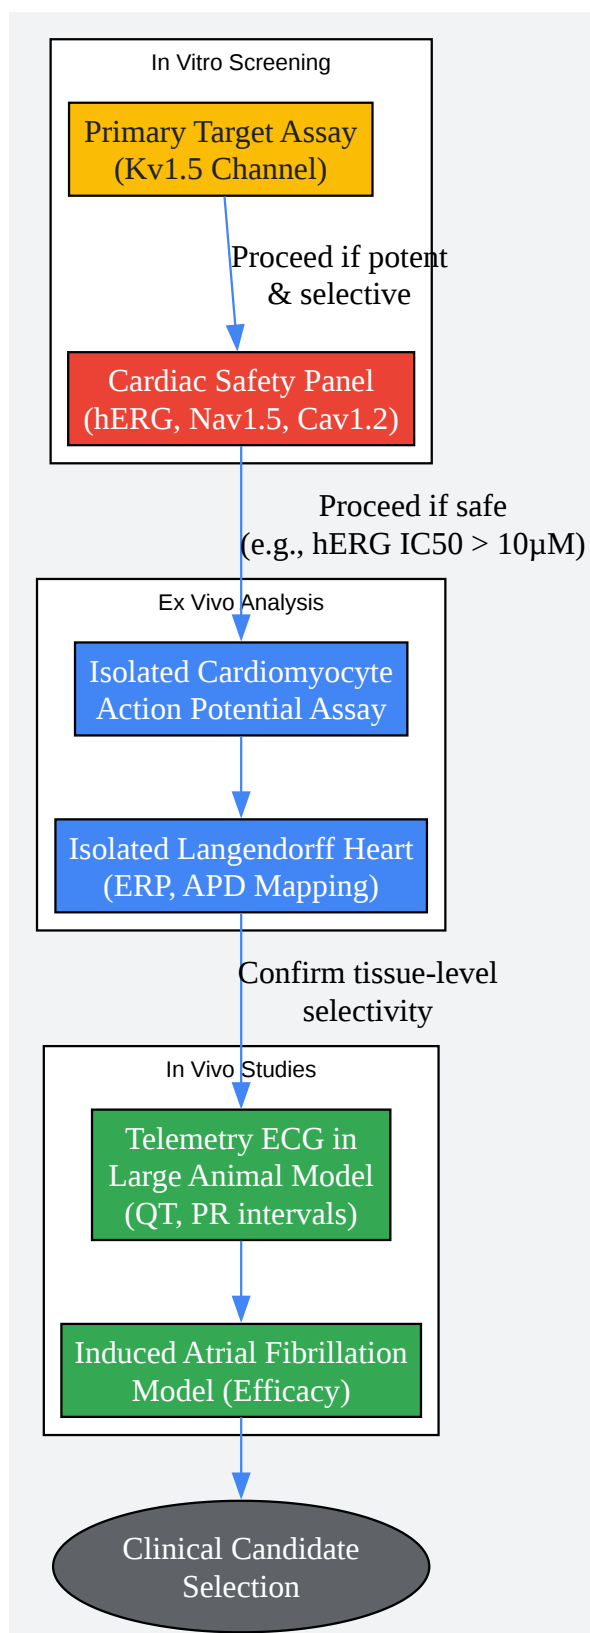 In Vitro Screening
Primary Target Assay
(Kv1.5 Channel)
Proceed if potent
& selective
Cardiac Safety Panel
(hERG, Nav1.5, Cav1.2)
Proceed if safe
(e.g., hERG IC50 > 10µM)
Ex Vivo Analysis
Isolated Cardiomyocyte
Action Potential Assay
Isolated Langendorff Heart
(ERP, APD Mapping)
Confirm tissue-level
selectivity
In Vivo Studies
Telemetry ECG in
Large Animal Model
(QT, PR intervals)
Induced Atrial Fibrillation
Model (Efficacy)
Clinical Candidate
Selection